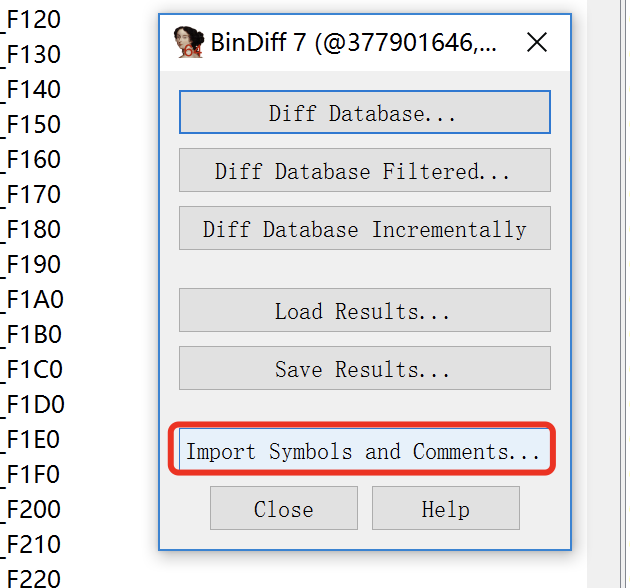 _F120
_F130
_F140
_F150
_F160
_F170
_F180
_F190
_F1A0
_F1B0
_F1C0
_F1D0
_F1E0
_F1F0
_F200
_F210
_F220
BinDiff 7 (@377901646,...
Diff Database...
Diff Database Filtered...
Diff Database Incrementally
Load Results...
Save Results...
Import Symbols and Comments...
Close
Help